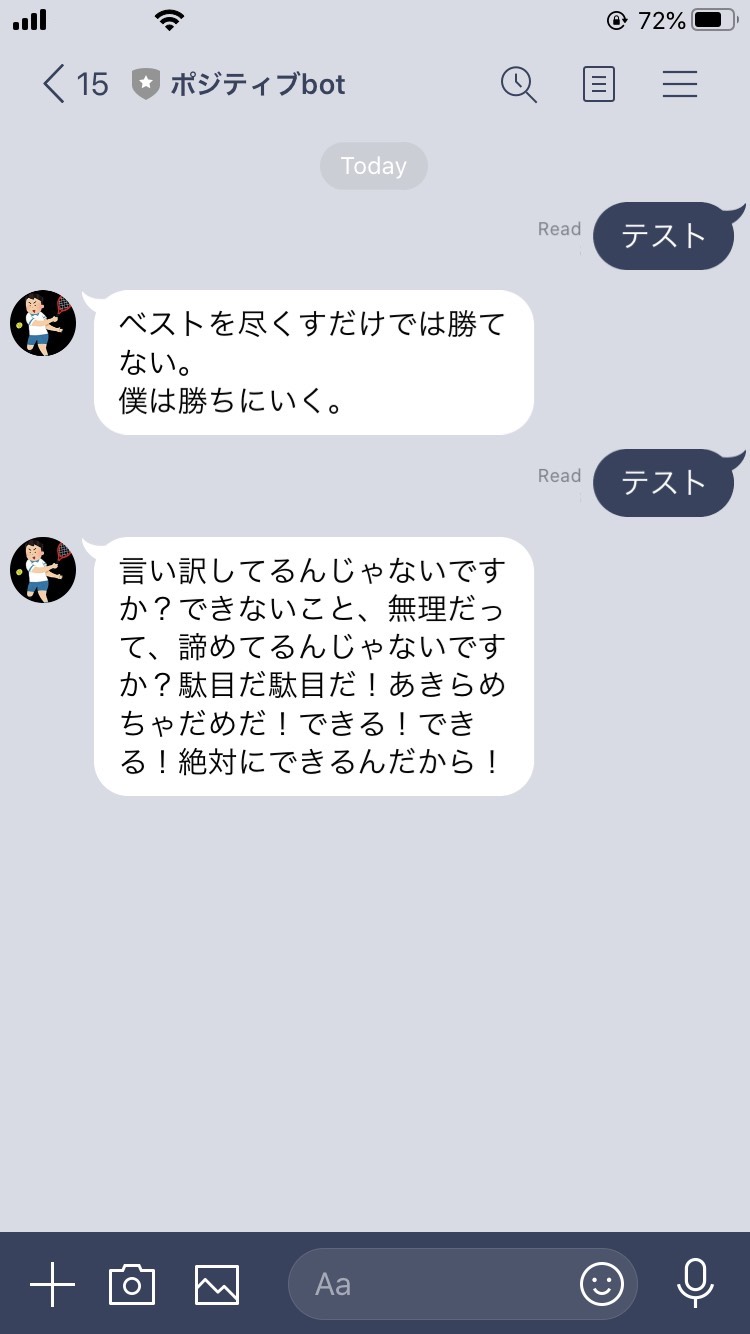 72%
15 ポジティブbot
Today
Read
テスト
ベストを尽くすだけでは勝て
ない。
僕は勝ちにいく。
Read
テスト
言い訳してるんじゃないです
か？できないこと、無理だっ
て、諦めてるんじゃないです
か？駄目だ駄目だ！あきらめ
ちゃだめだ！できる！でき
る！絶対にできるんだから！
Aa